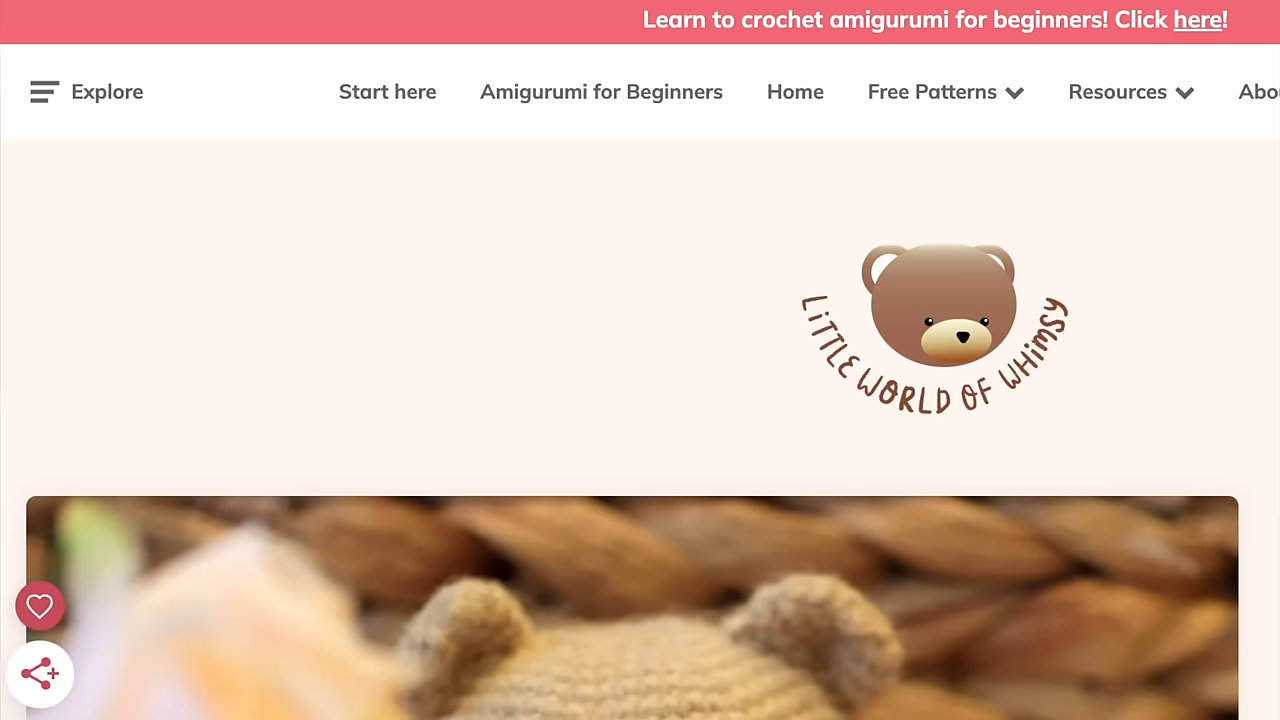 Learn to crochet amigurumi for beginners! Click here!
Explore
Start here
Amigurumi for Beginners
Home
Free Patterns
Resources
LiTTLE WORLD OF WHiMSY